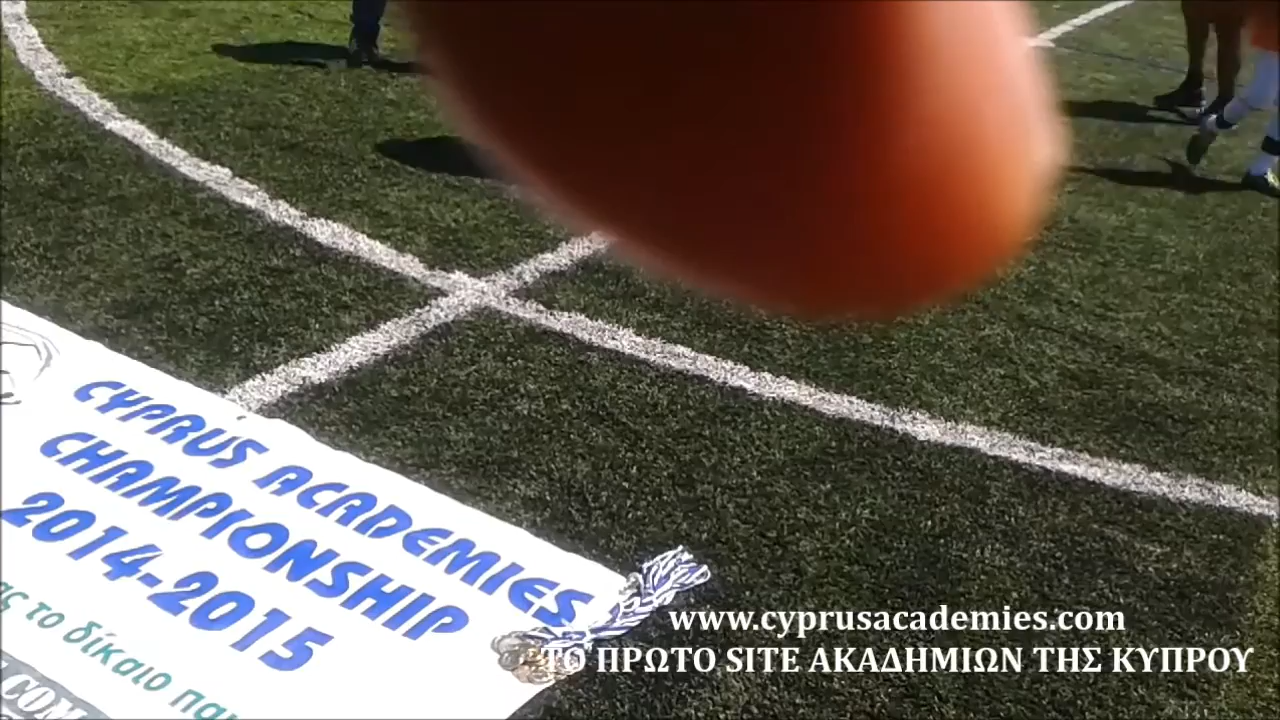 CYPRUS ACADEMIES
CHAMPIONSHIP
2014-2015
το δίκαιο
www.cyprusacademies.com
ΤΟ ΠΡΩΤΟ SITE ΑΚΑΔΗΜΙΩΝ ΤΗΣ ΚΥΠΡΟΥ